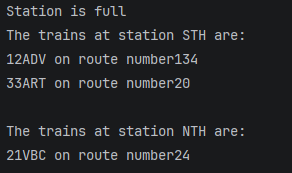 Station is full
The trains at station STH are:
12ADV on route number134
33ART on route number20
The trains at station NTH are:
21VBC on route number24